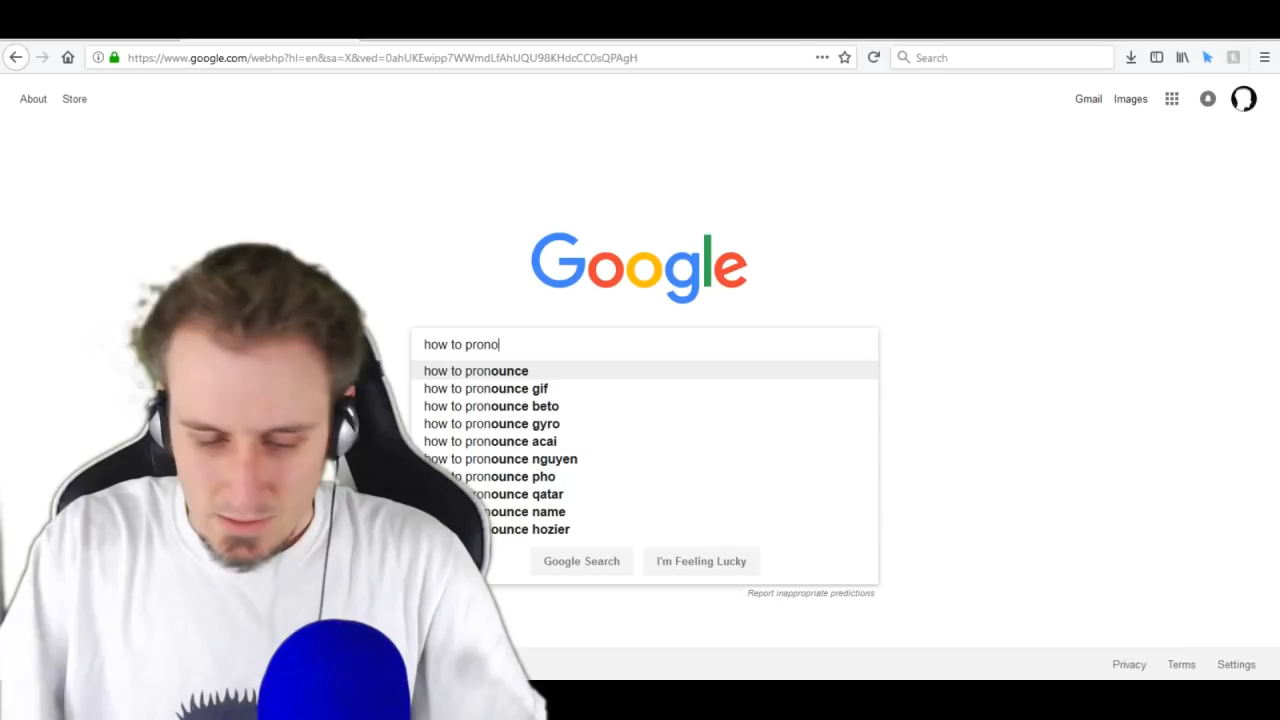 https://www.google.com/webhp?hl=en&sa=X&ved=0ahUKEwipp7WWmdLfAhUQU98KHdcCC0sQPAgH
Search
About Store
Gmail Images
Google
how to prono
how to pronounce
how to pronounce gif
how to pronounce beto
how to pronounce gyro
how to pronounce acai
how to pronounce nguyen
to pronounce pho
pronounce qatar
ounce name
ounce hozier
Google Search I'm Feeling Lucky
Report inappropriate predictions
Privacy Terms Settings